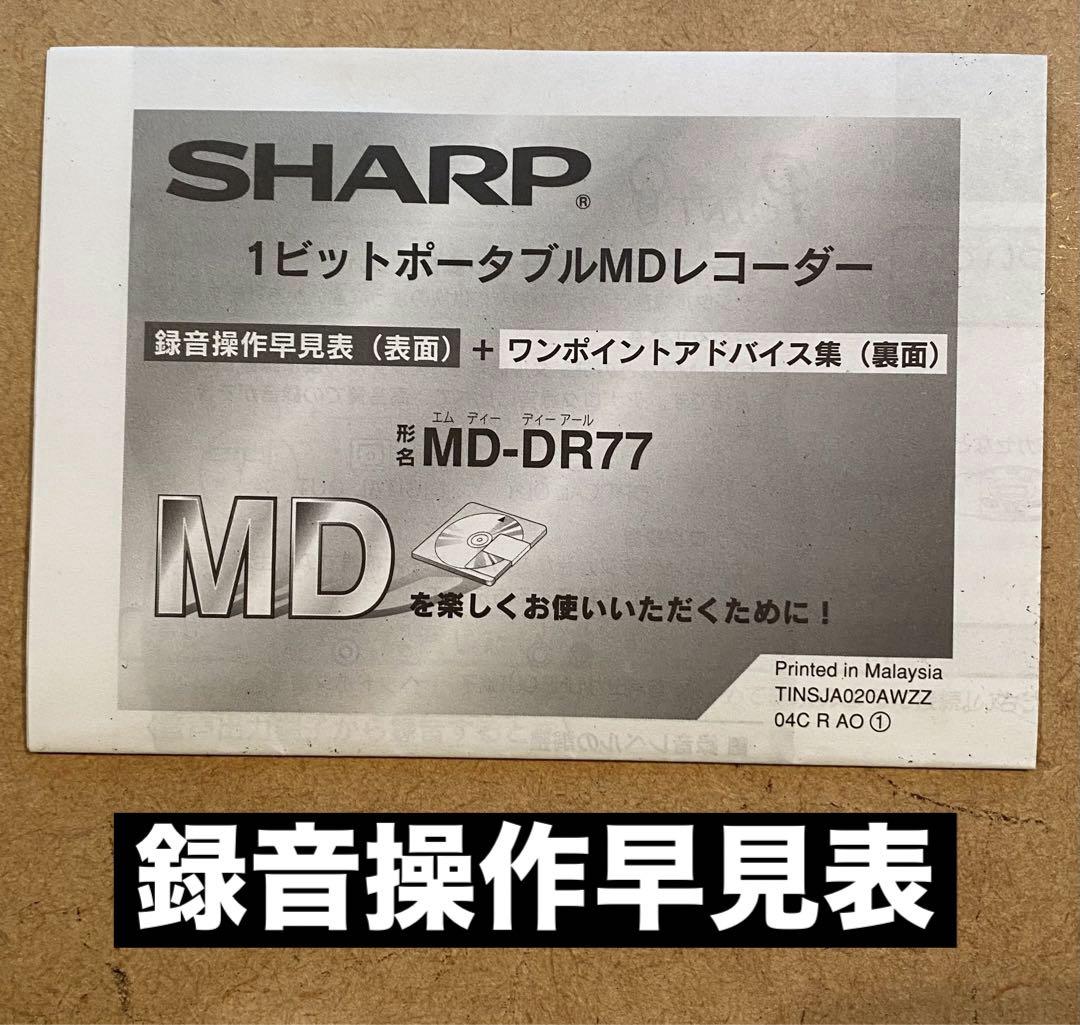 SHARP®
1ビットポータブルMDレコーダー
録音操作早見表（表面）+ワンポイントアドバイス集（裏面）
エム ディー ディー アール
形名 MD-DR77
MD を楽しくお使いいただくために！
Printed in Malaysia
TINSJA020AWZZ
04C R AO ①
録音操作早見表